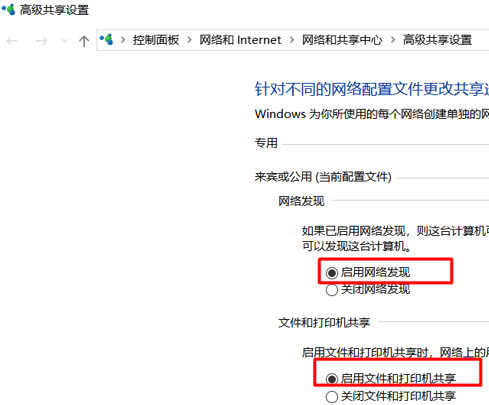 高级共享设置
控制面板 > 网络和 Internet > 网络和共享中心 > 高级共享设置
针对不同的网络配置文件更改共享
Windows 为你所使用的每个网络创建单独的网
专用
来宾或公用 (当前配置文件)
网络发现
如果已启用网络发现，则这台计算机可
可以发现这台计算机。
启用网络发现
关闭网络发现
文件和打印机共享
启用文件和打印机共享时，网络上的用
启用文件和打印机共享
关闭文件和打印机共享